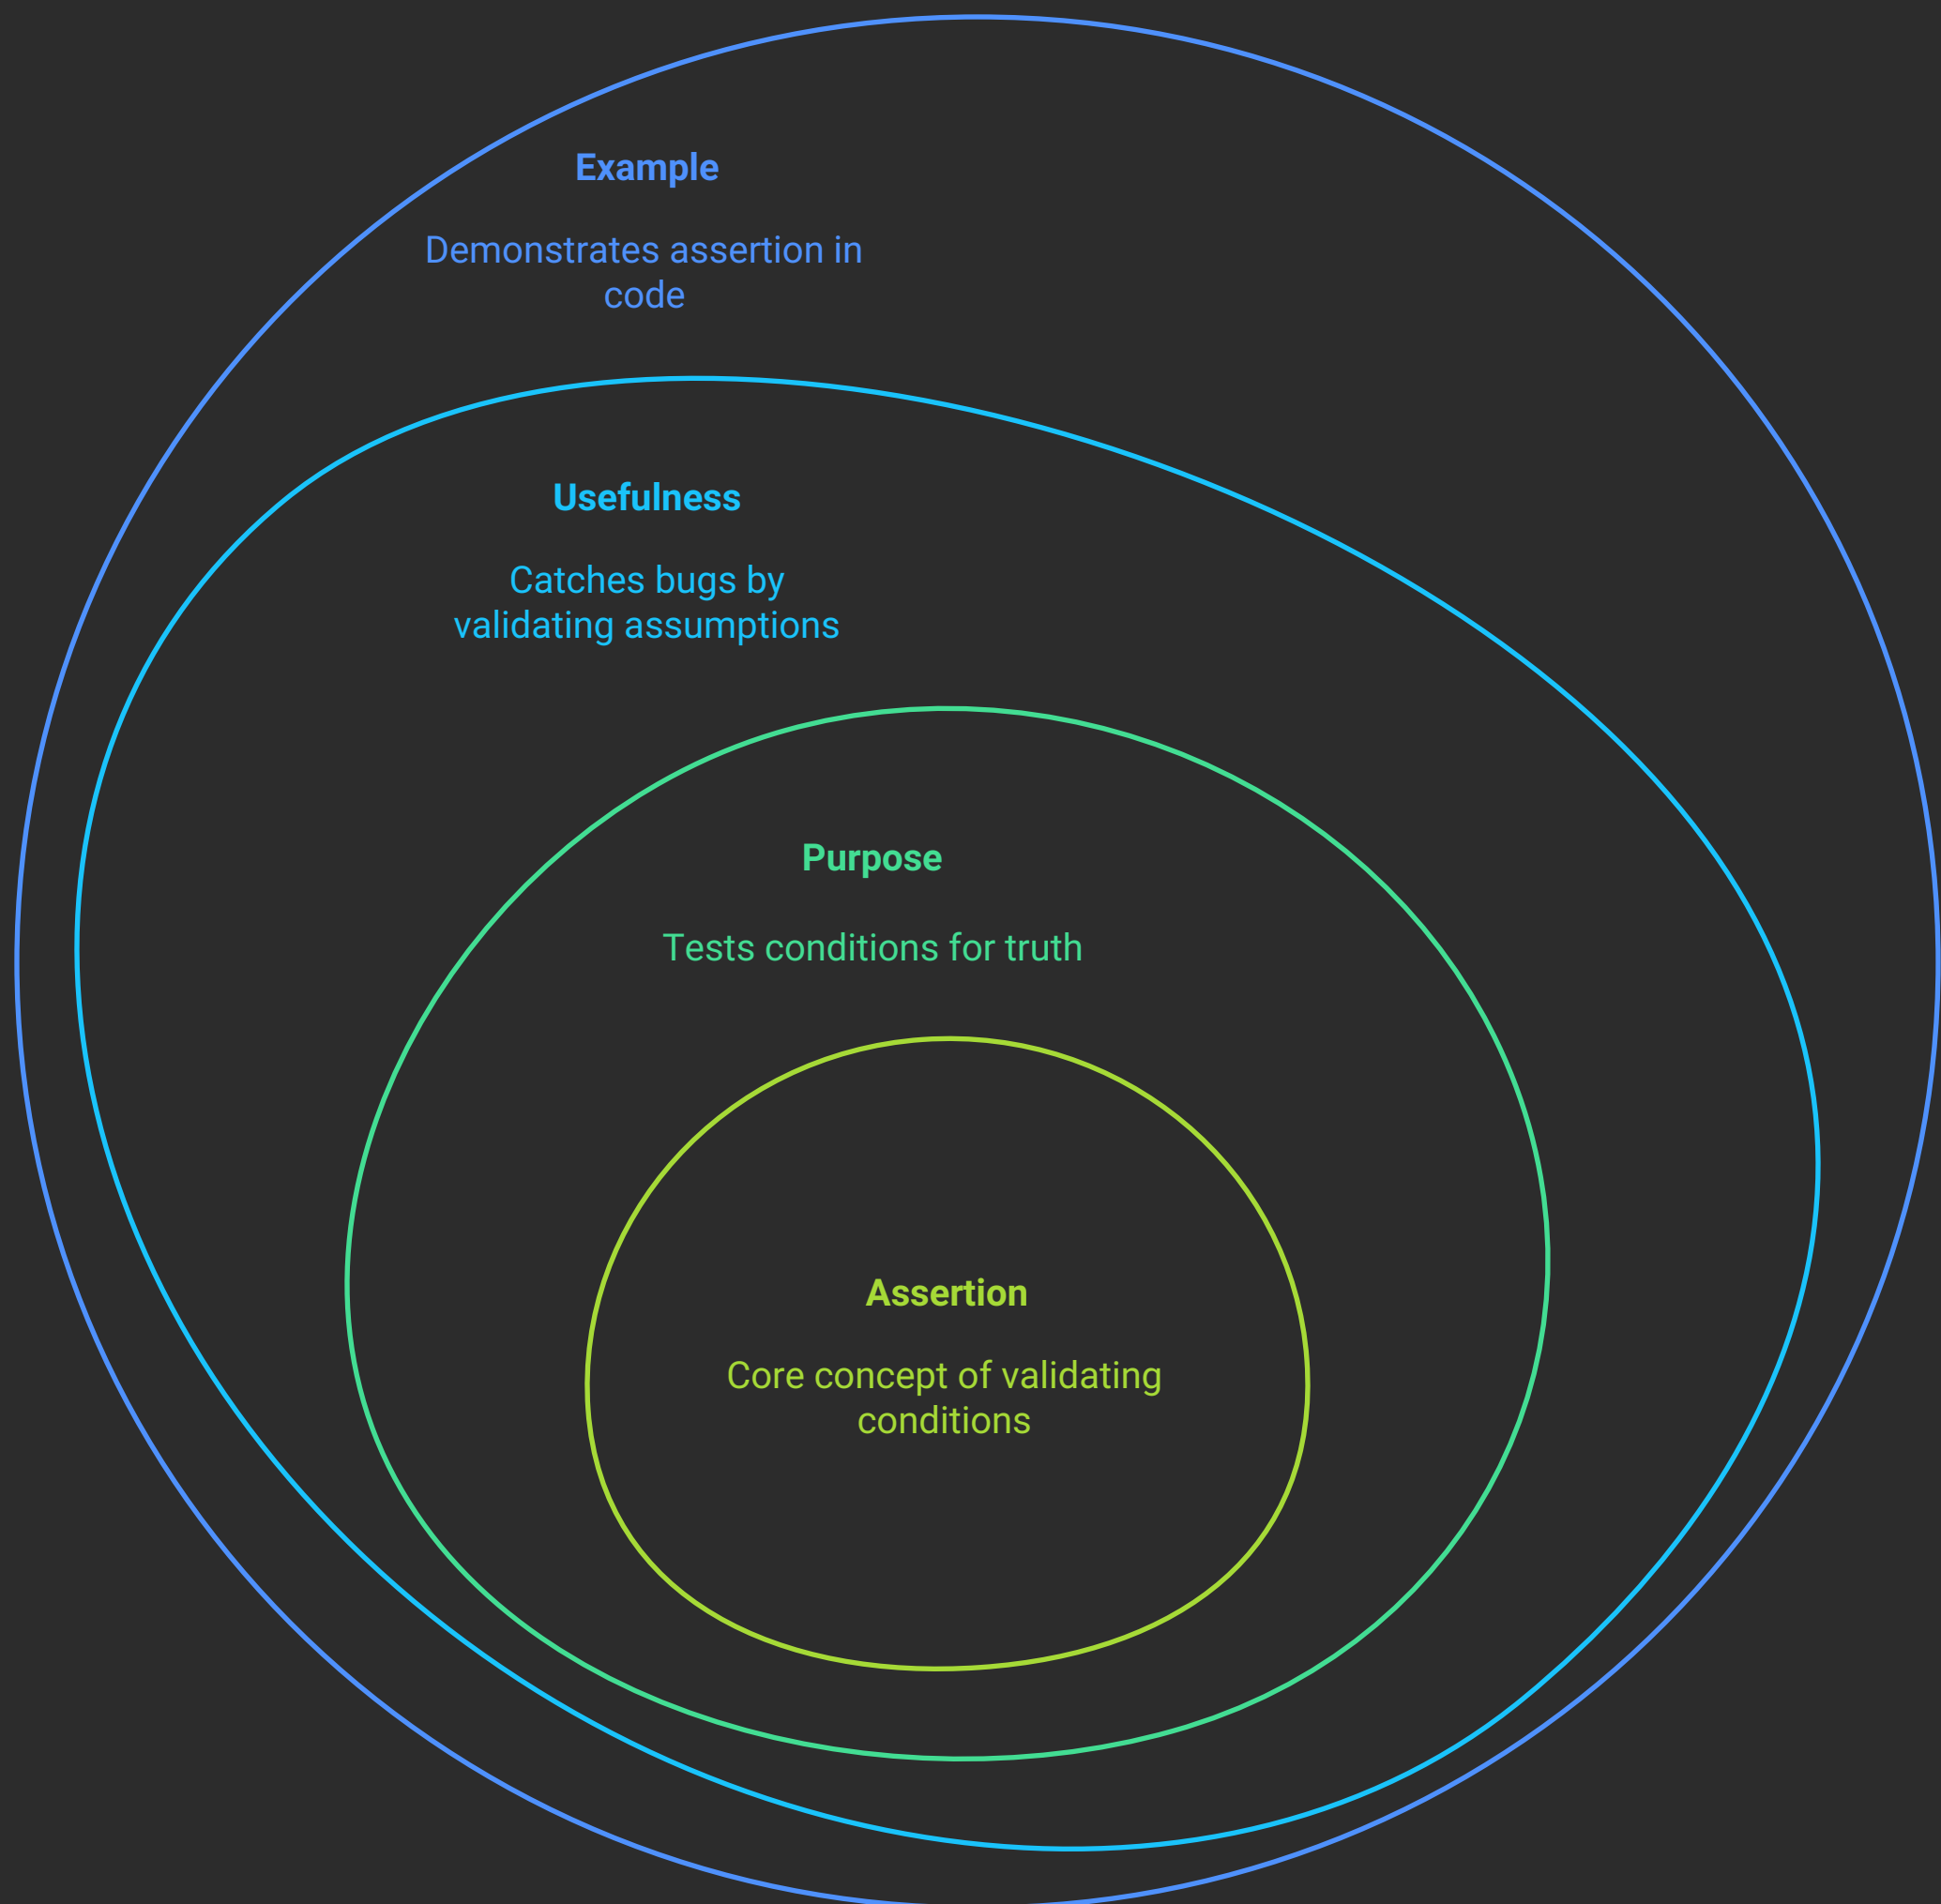 Example
Demonstrates assertion in
code
Usefulness
Catches bugs by
validating assumptions
Purpose
Tests conditions for truth
Assertion
Core concept of validating
conditions